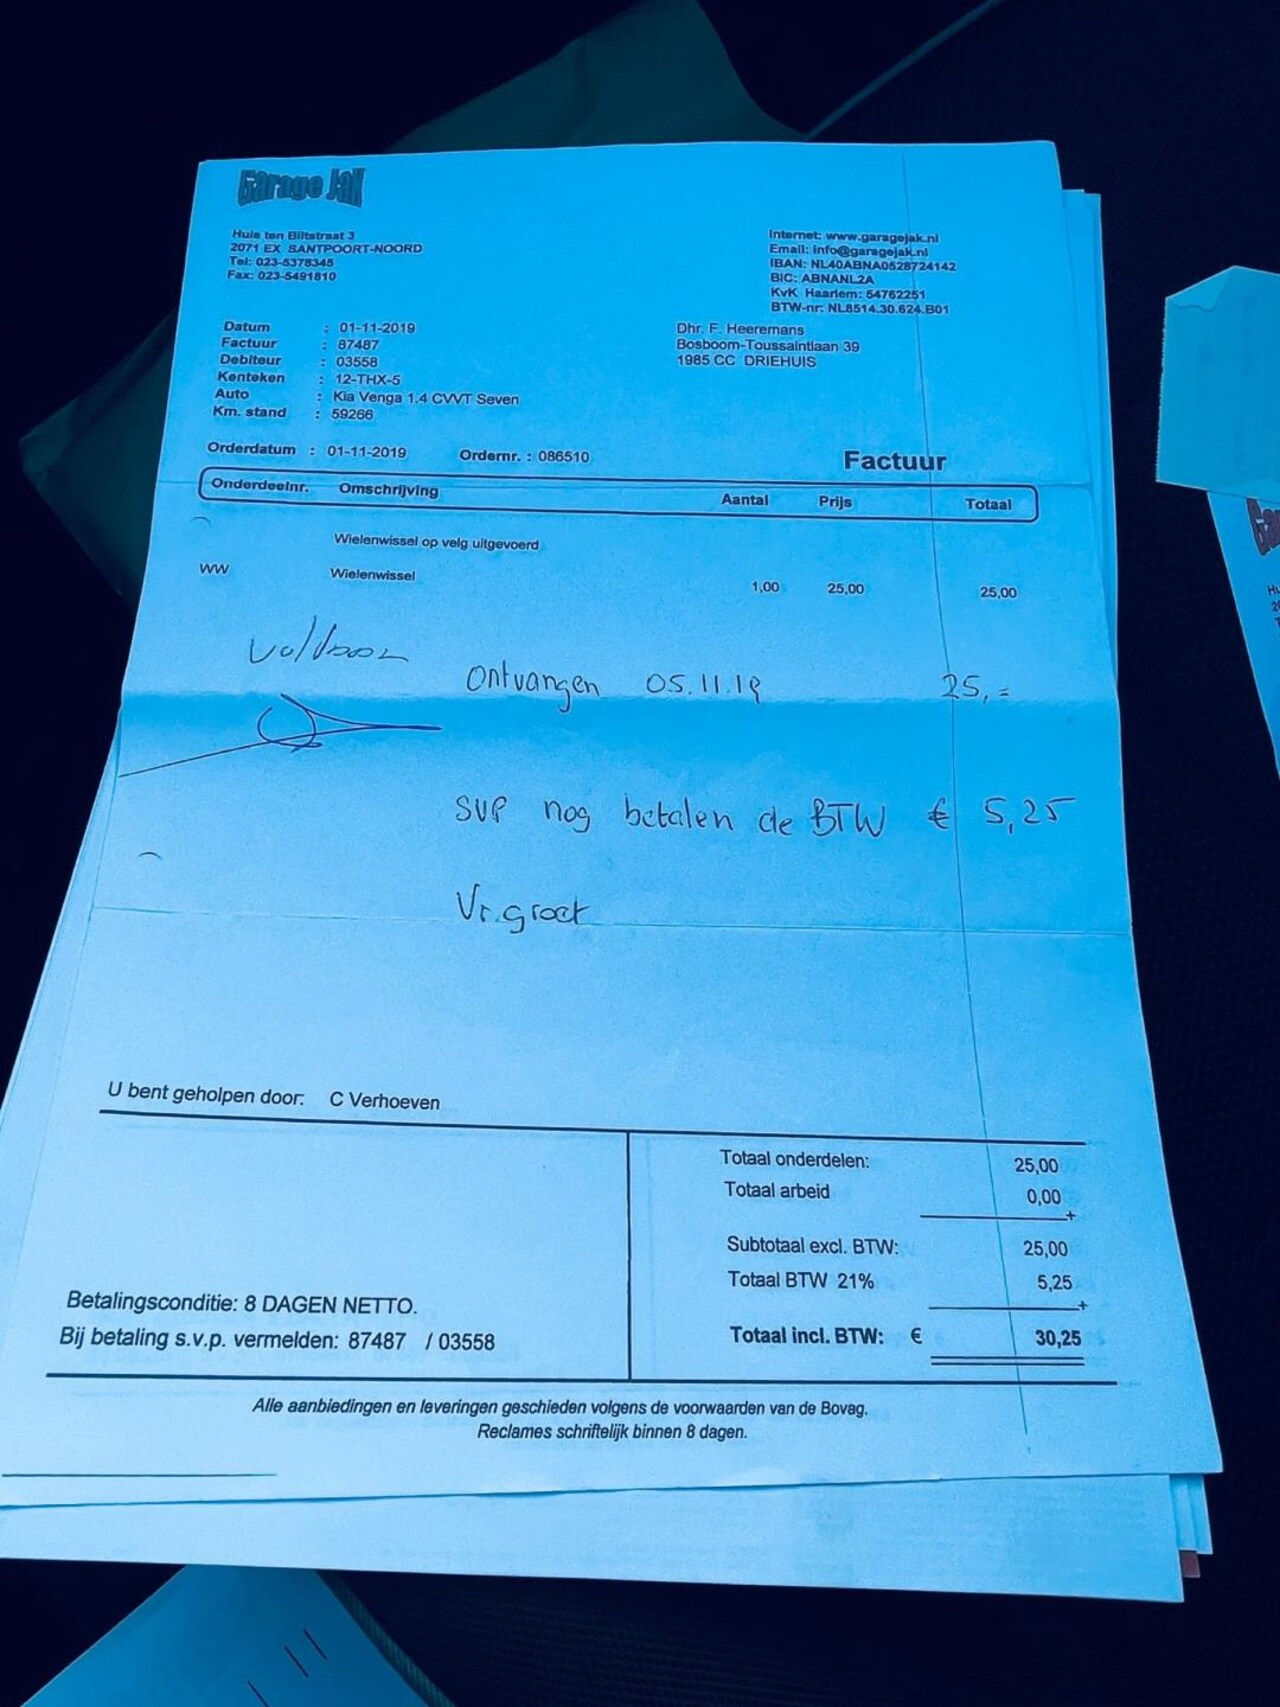 Garage Jak
Huis ten Biltstraat 3
2071 EX SANTPOORT-NOORD
Tel: 023-5378345
Fax: 023-5491810
Internet: www.garagejak.nl
Email: info@garagejak.nl
IBAN: NL40ABNA0528724142
BIC: ABNANL2A
KvK Haarlem: 54762251
BTW-nr: NL8514.30.624.B01
Datum : 01-11-2019
Factuur : 87487
Debiteur : 03558
Kenteken : 12-THX-5
Auto : Kia Venga 1.4 CVVT Seven
Km. stand : 59266
Dhr. F. Heeremans
Bosboom-Toussaintlaan 39
1985 CC DRIEHUIS
Orderdatum : 01-11-2019 Ordernr. : 086510
Factuur
Onderdeelnr. Omschrijving Aantal Prijs Totaal
Wielenwissel op velg uitgevoerd
WW Wielenwissel 1,00 25,00 25,00
Voldaan
Ontvangen 05.11.19 25,=
SVP nog betalen de BTW € 5,25
Vr. groet
U bent geholpen door: C Verhoeven
Totaal onderdelen: 25,00
Totaal arbeid 0,00
+
Subtotaal excl. BTW: 25,00
Totaal BTW 21% 5,25
+
Totaal incl. BTW: € 30,25
Betalingsconditie: 8 DAGEN NETTO.
Bij betaling s.v.p. vermelden: 87487 / 03558
Alle aanbiedingen en leveringen geschieden volgens de voorwaarden van de Bovag.
Reclames schriftelijk binnen 8 dagen.